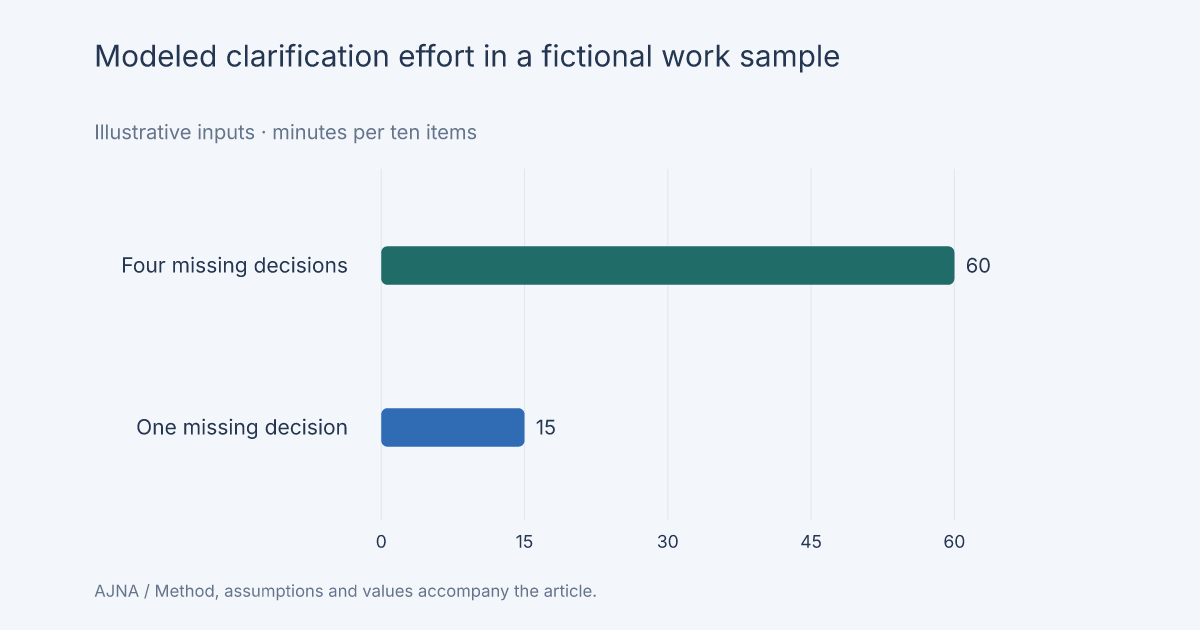 Modeled clarification effort in a fictional work sample
Illustrative inputs · minutes per ten items
Four missing decisions 60
One missing decision 15
0 15 30 45 60
AJNA / Method, assumptions and values accompany the article.